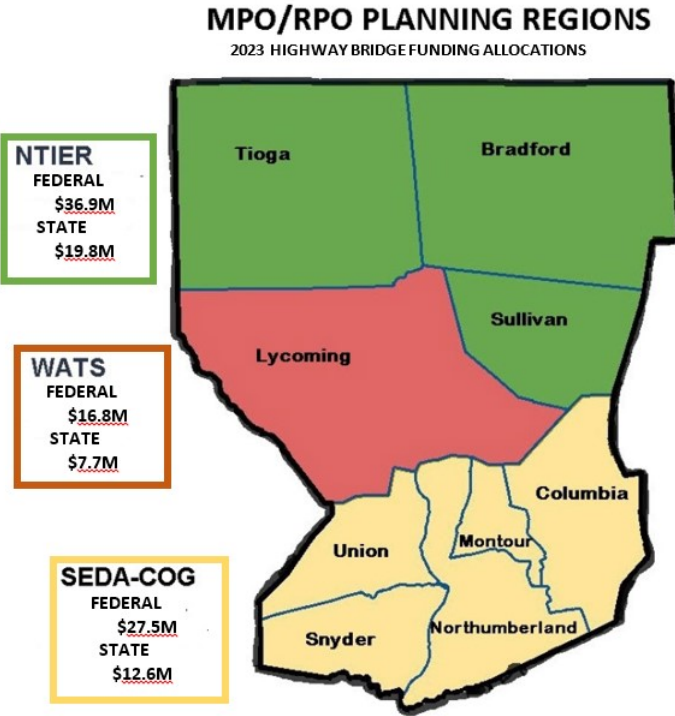 MPO/RPO PLANNING REGIONS
2023 HIGHWAY BRIDGE FUNDING ALLOCATIONS
NTIER
FEDERAL
$36.9M
STATE
$19.8M
Tioga
Bradford
Sullivan
WATS
FEDERAL
$16.8M
STATE
$7.7M
Lycoming
Columbia
Union
Montour
SEDA-COG
FEDERAL
$27.5M
STATE
$12.6M
Snyder
Northumberland